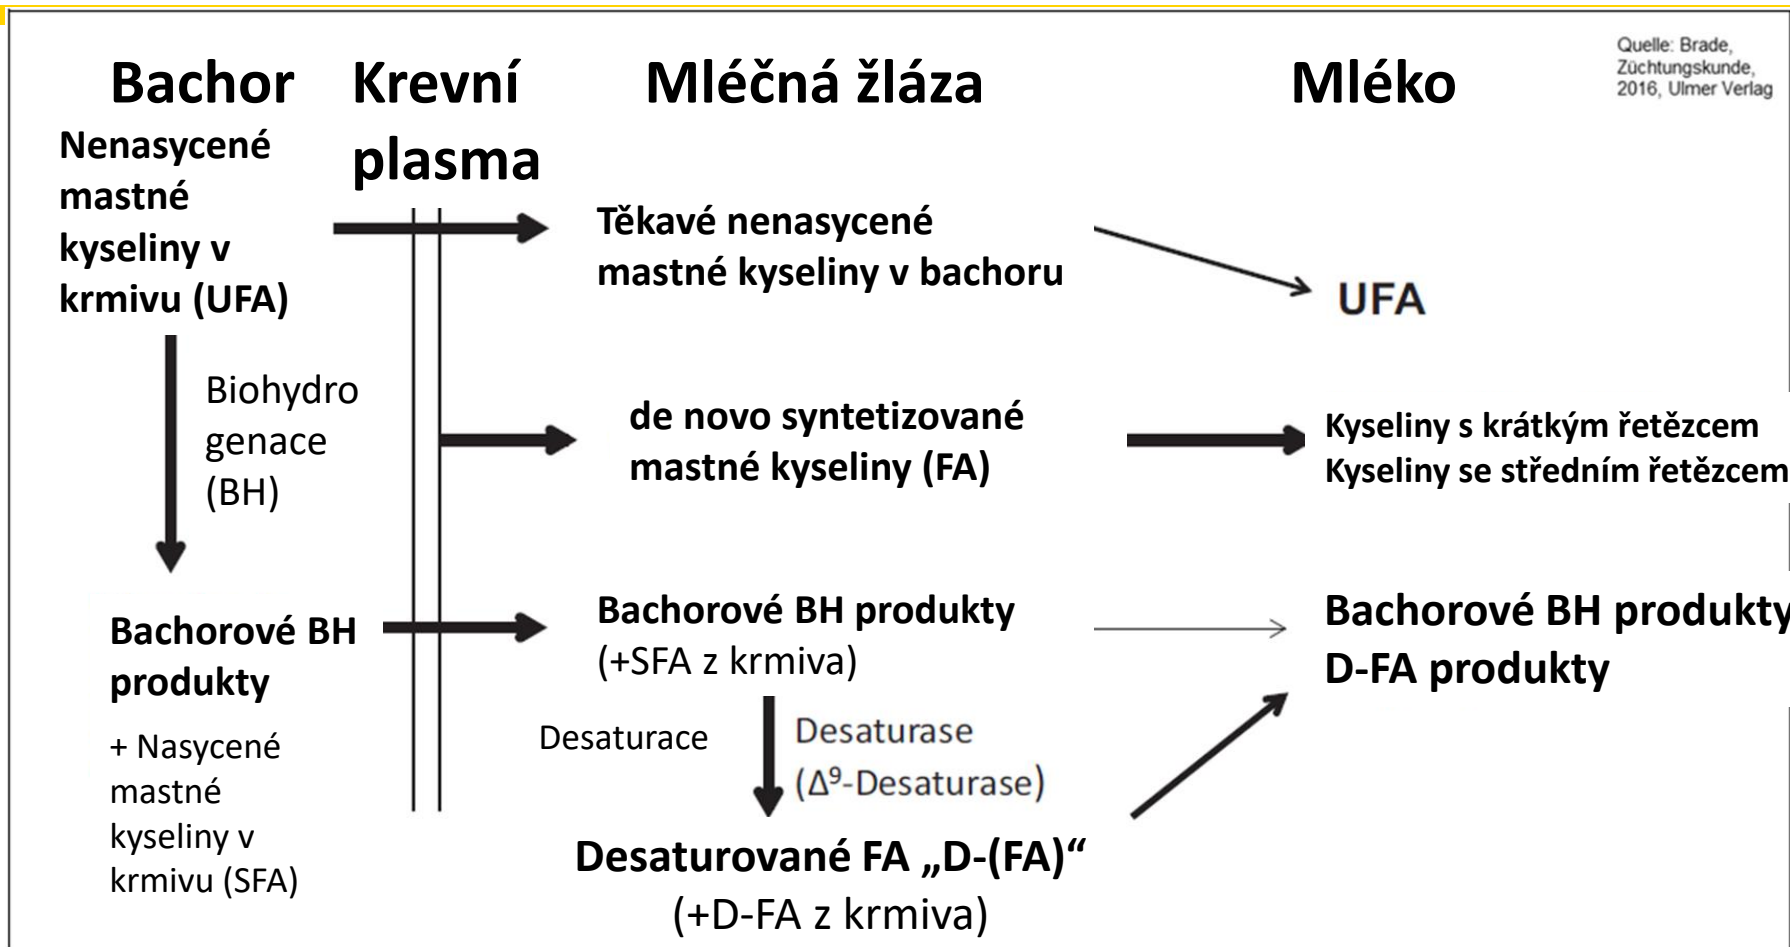 Quelle: Brade,
Züchtungskunde,
2016, Ulmer Verlag
Bachor
Krevní
plasma
Mléčná žláza
Mléko
Nenasycené
mastné
kyseliny v
krmivu (UFA)
Těkavé nenasycené
mastné kyseliny v bachoru
UFA
Biohydro
genace
(BH)
de novo syntetizované
mastné kyseliny (FA)
Kyseliny s krátkým řetězcem
Kyseliny se středním řetězcem
Bachorové BH
produkty
+ Nasycené
mastné
kyseliny v
krmivu (SFA)
Bachorové BH produkty
(+SFA z krmiva)
Bachorové BH produkty
D-FA produkty
Desaturace
Desaturase
(Δ⁹-Desaturase)
Desaturované FA „D-(FA)“
(+D-FA z krmiva)